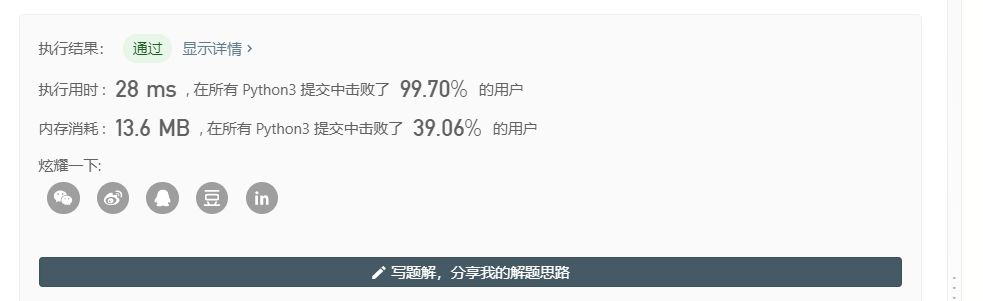 执行结果： 通过 显示详情 ›
执行用时： 28 ms , 在所有 Python3 提交中击败了 99.70% 的用户
内存消耗： 13.6 MB , 在所有 Python3 提交中击败了 39.06% 的用户
炫耀一下:
豆 in
写题解，分享我的解题思路